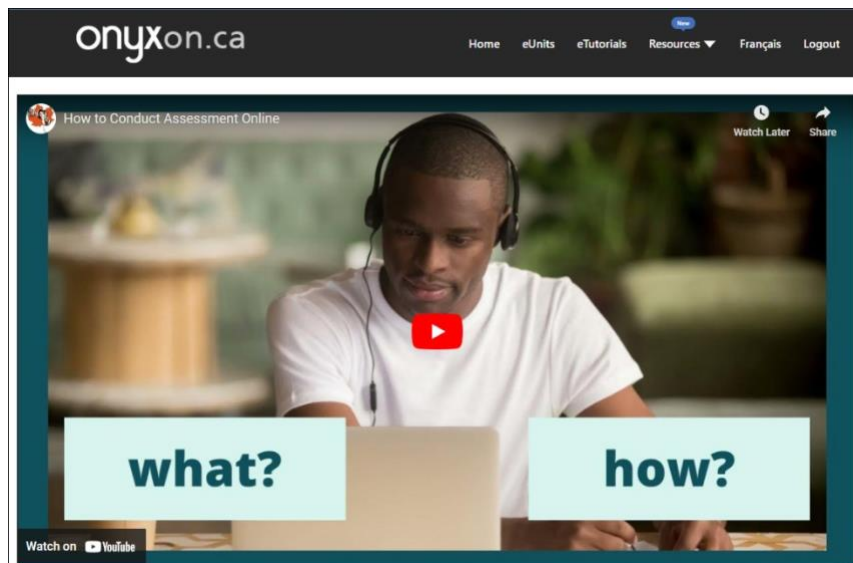 onyxon.ca
New
Home eUnits eTutorials Resources Français Logout
How to Conduct Assessment Online
Watch Later Share
what? how?
Watch on YouTube